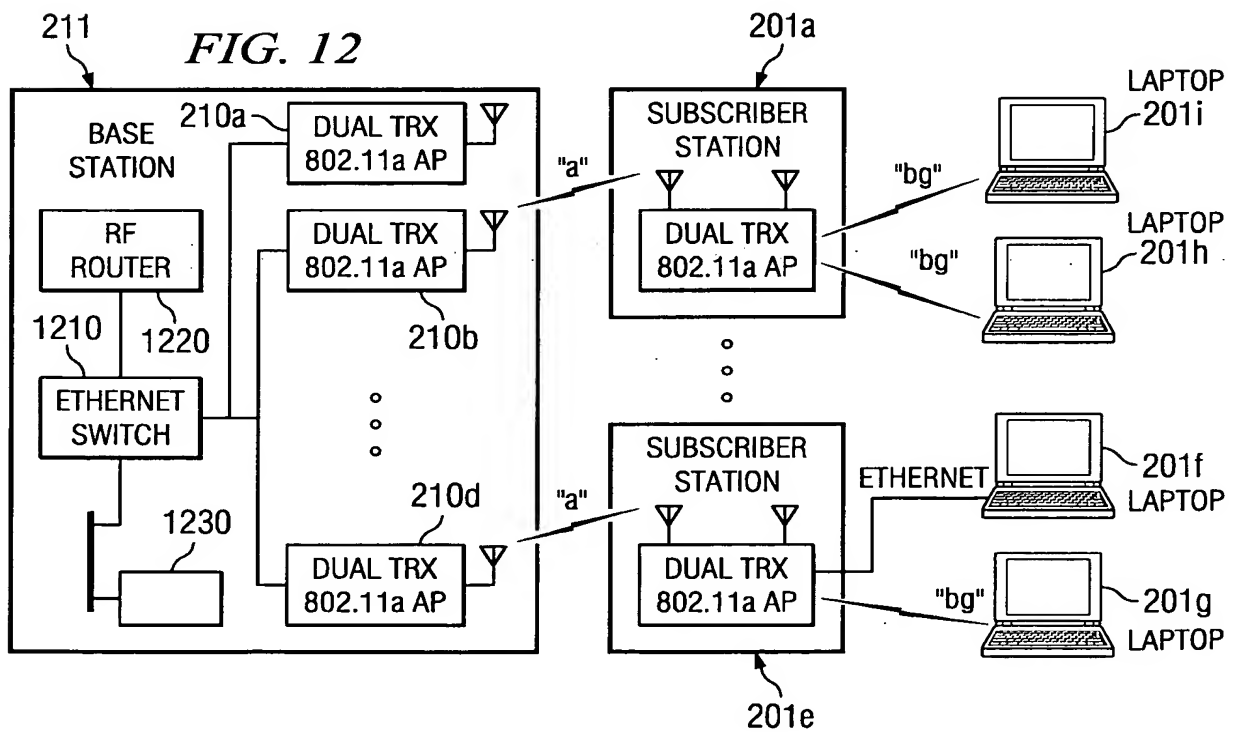 FIG. 12
211
BASE
STATION
210a
DUAL TRX
802.11a AP
RF
ROUTER
1220
DUAL TRX
802.11a AP
210b
1210
ETHERNET
SWITCH
1230
210d
DUAL TRX
802.11a AP
"a"
"a"
201a
SUBSCRIBER
STATION
DUAL TRX
802.11a AP
"bg"
"bg"
LAPTOP
201i
LAPTOP
201h
SUBSCRIBER
STATION
DUAL TRX
802.11a AP
201e
ETHERNET
"bg"
201f
LAPTOP
201g
LAPTOP